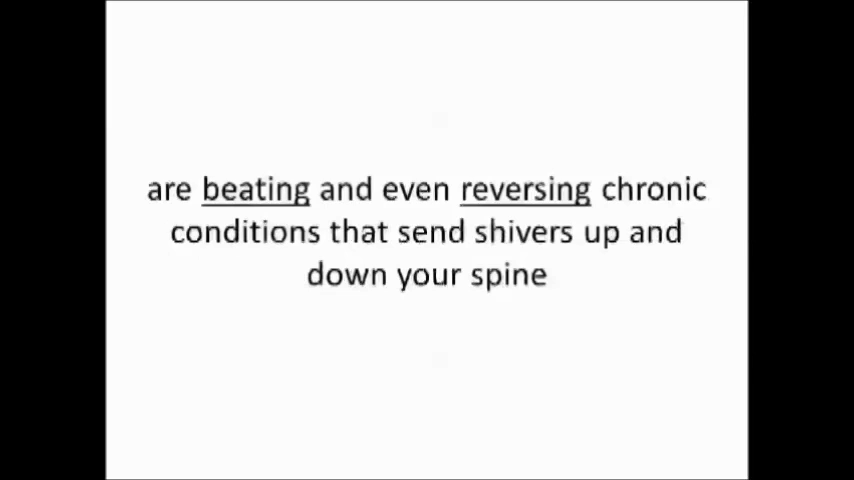 are beating and even reversing chronic
conditions that send shivers up and
down your spine